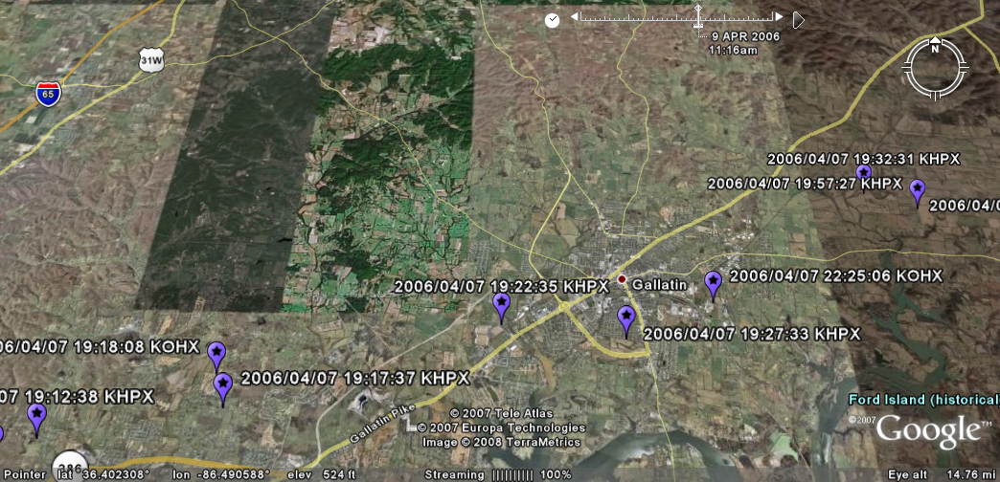 9 APR 2006
11:16am
N
31W
65
2006/04/07 19:32:31 KHPX
2006/04/07 19:57:27 KHPX
2006/04/0
2006/04/07 22:25:06 KOHX
2006/04/07 19:22:35 KHPX
Gallatin
2006/04/07 19:27:33 KHPX
06/04/07 19:18:08 KOHX
2006/04/07 19:17:37 KHPX
07 19:12:38 KHPX
Ford Island (historical)
Gallatin Pike
© 2007 Tele Atlas
© 2007 Europa Technologies
Image © 2008 TerraMetrics
©2007 Google™
386
Pointer lat 36.402308° lon -86.490588° elev 524 ft Streaming |||||||||| 100% Eye alt 14.76 mi